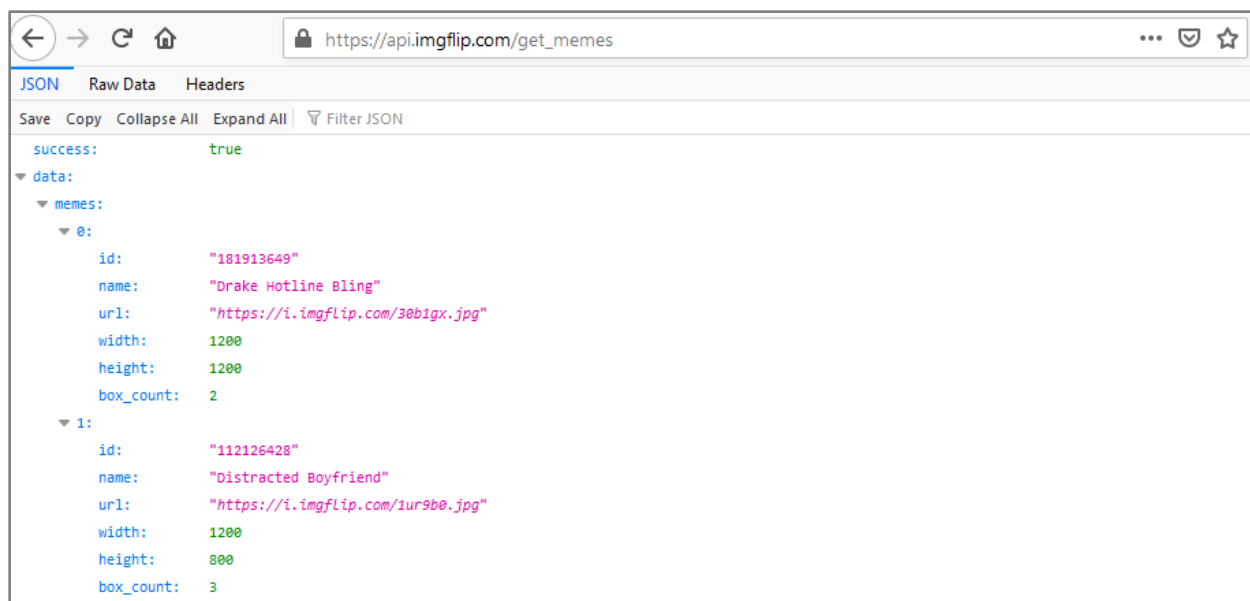 https://api.imgflip.com/get_memes
JSON Raw Data Headers
Save Copy Collapse All Expand All Filter JSON
success: true
data:
memes:
0:
id: "181913649"
name: "Drake Hotline Bling"
url: "https://i.imgflip.com/30b1gx.jpg"
width: 1200
height: 1200
box_count: 2
1:
id: "112126428"
name: "Distracted Boyfriend"
url: "https://i.imgflip.com/1ur9b0.jpg"
width: 1200
height: 800
box_count: 3